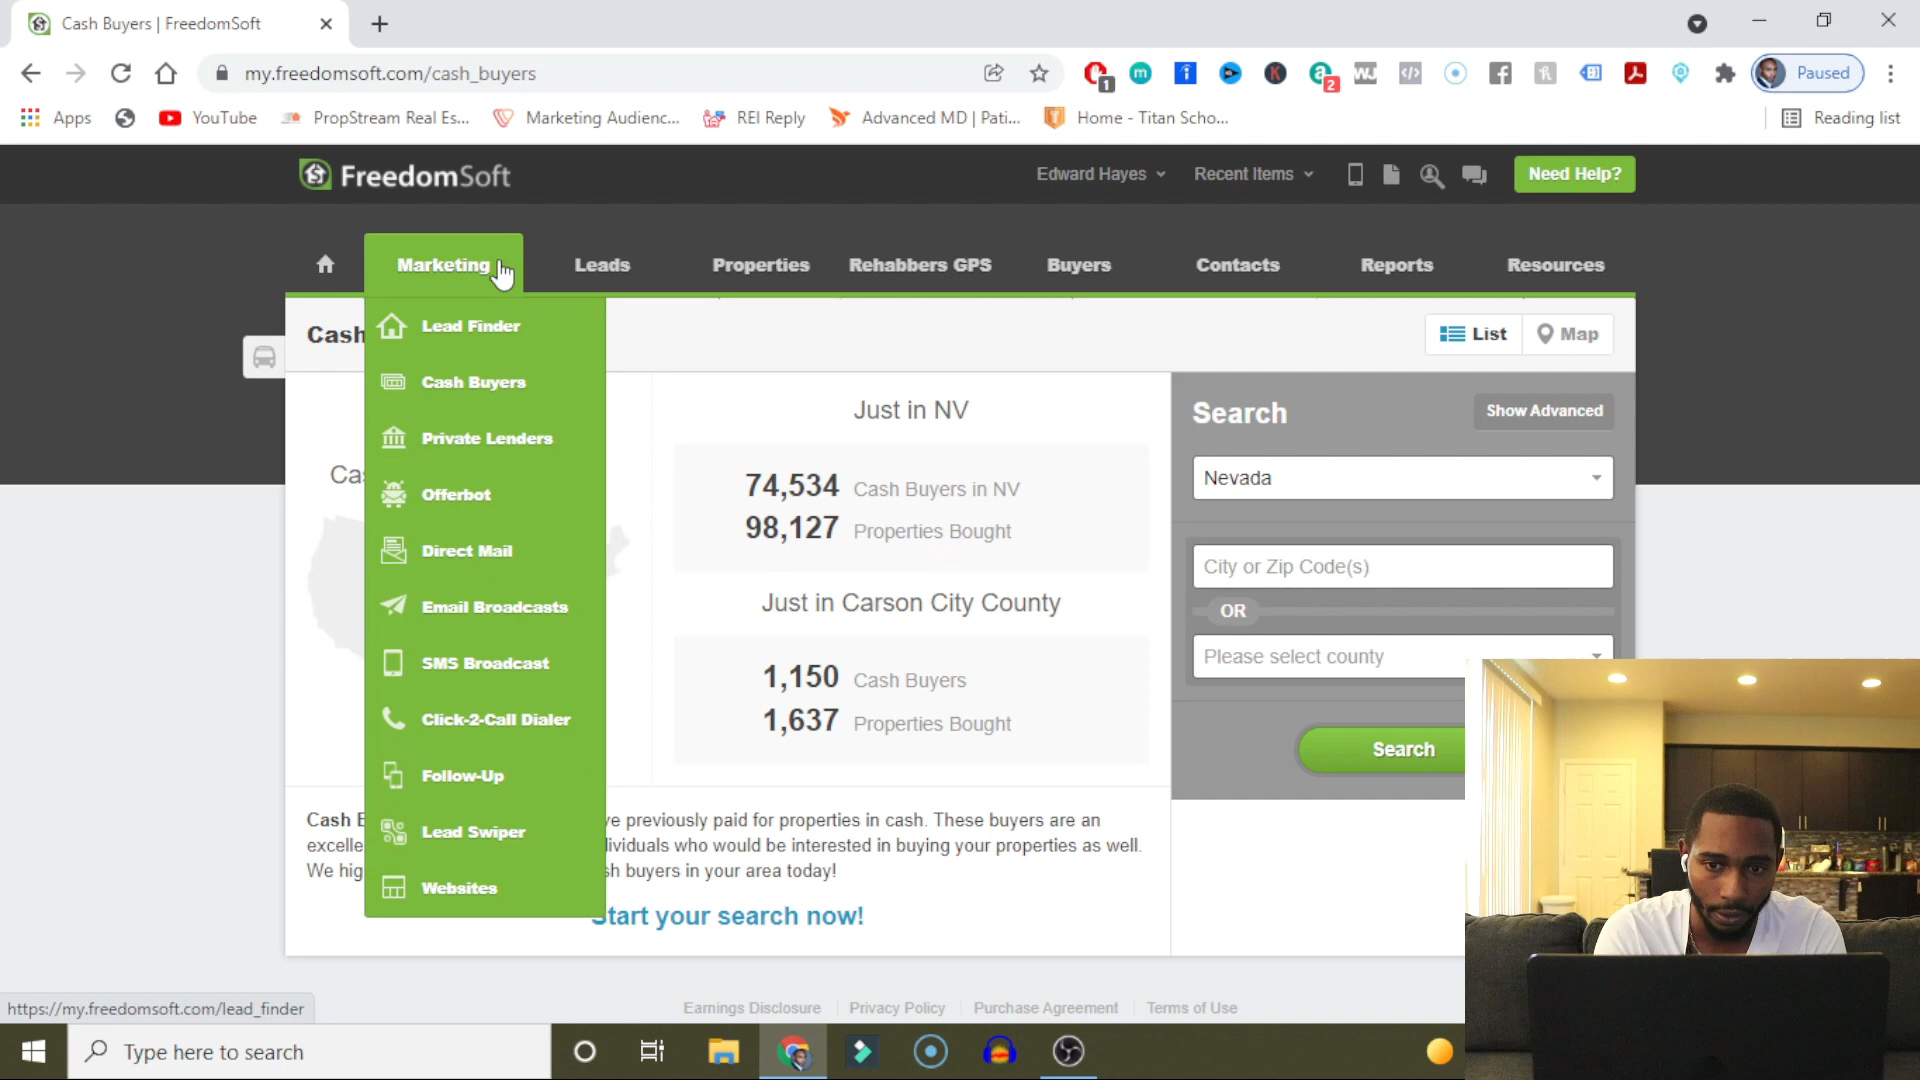 Cash Buyers | FreedomSoft
my.freedomsoft.com/cash_buyers
1
2
Paused
Apps
YouTube
PropStream Real Es...
Marketing Audienc...
REI Reply
Advanced MD | Pati...
Home - Titan Scho...
Reading list
FreedomSoft
Edward Hayes
Recent Items
Need Help?
Marketing
Leads
Properties
Rehabbers GPS
Buyers
Contacts
Reports
Resources
Cash
List
Map
Lead Finder
Cash Buyers
Private Lenders
Offerbot
Direct Mail
Email Broadcasts
SMS Broadcast
Click-2-Call Dialer
Follow-Up
Lead Swiper
Websites
Just in NV
74,534 Cash Buyers in NV
98,127 Properties Bought
Just in Carson City County
1,150 Cash Buyers
1,637 Properties Bought
Search
Show Advanced
Nevada
City or Zip Code(s)
OR
Please select county
Search
Cash previously paid for properties in cash. These buyers are an
who would be interested in buying your properties as well.
We buyers in your area today!
Start your search now!
https://my.freedomsoft.com/lead_finder
Earnings Disclosure
Privacy Policy
Purchase Agreement
Terms of Use
Type here to search